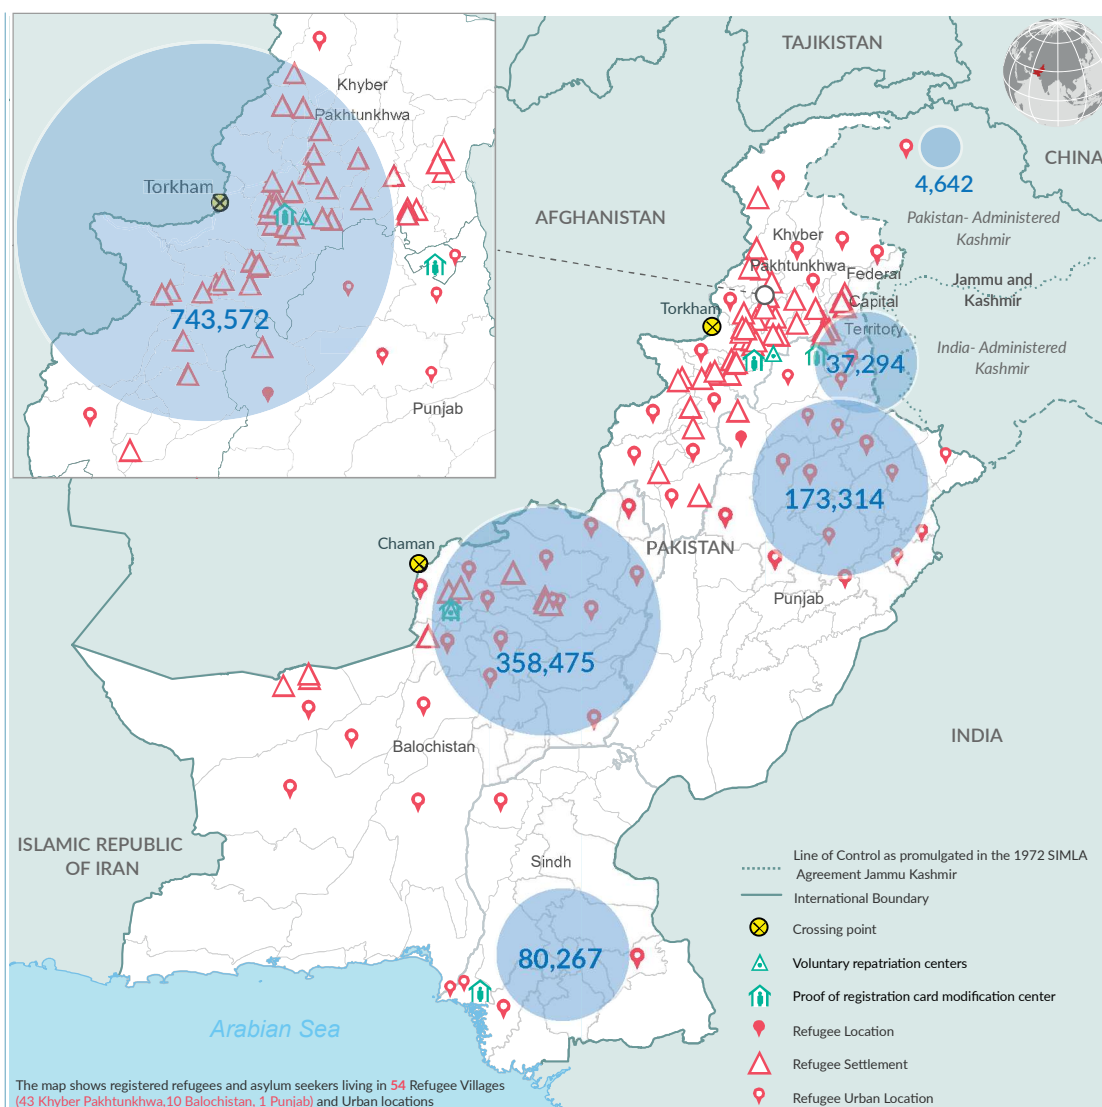 Khyber
Pakhtunkhwa
Torkham
743,572
Punjab
TAJIKISTAN
CHINA
4,642
Pakistan- Administered
Kashmir
AFGHANISTAN
Khyber
Pakhtunkhwa
Federal
Capital
Territory
Jammu and
Kashmir
Torkham
37,294
India- Administered
Kashmir
173,314
Chaman
PAKISTAN
Punjab
358,475
Balochistan
INDIA
ISLAMIC REPUBLIC
OF IRAN
Sindh
80,267
Arabian Sea
Line of Control as promulgated in the 1972 SIMLA
Agreement Jammu Kashmir
International Boundary
Crossing point
Voluntary repatriation centers
Proof of registration card modification center
Refugee Location
Refugee Settlement
Refugee Urban Location
The map shows registered refugees and asylum seekers living in 54 Refugee Villages
(43 Khyber Pakhtunkhwa,10 Balochistan, 1 Punjab) and Urban locations